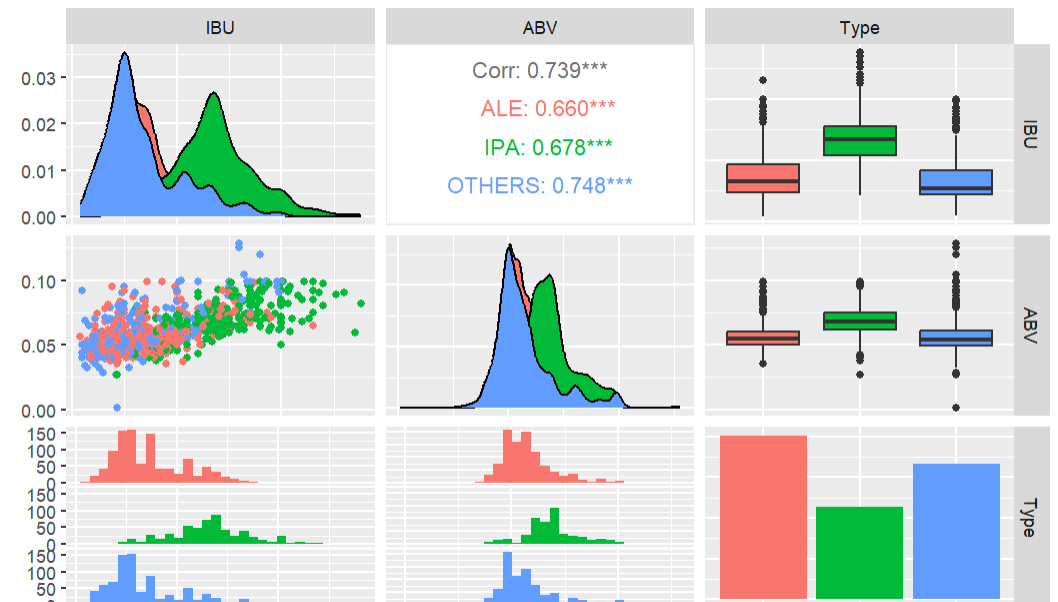 IBU ABV Type
0.03
0.02
0.01
0.00
Corr: 0.739***
ALE: 0.660***
IPA: 0.678***
OTHERS: 0.748***
IBU
0.10
0.05
0.00
ABV
150
100
50
0
150
100
50
0
150
100
50
Type